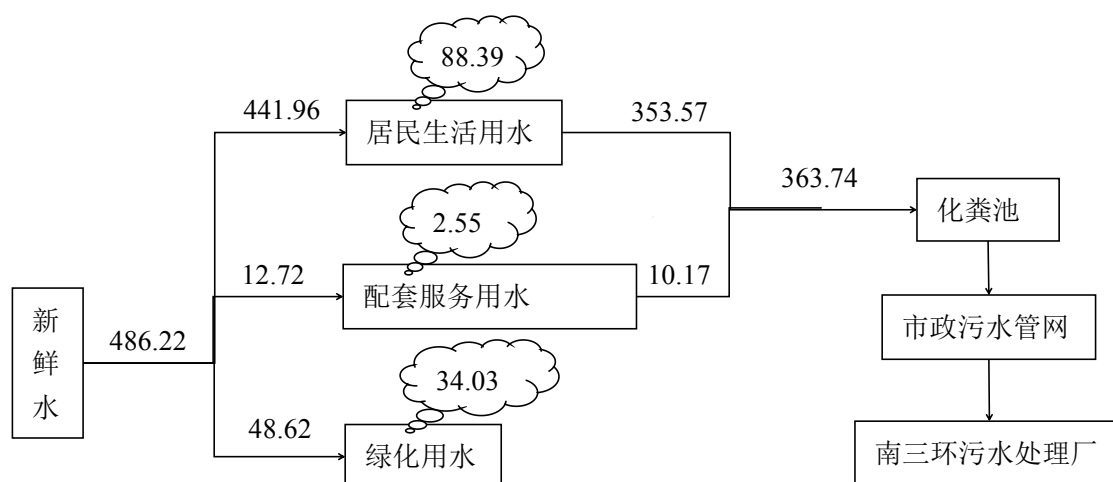 88.39
441.96
居民生活用水
353.57
363.74
化粪池
2.55
12.72
配套服务用水
10.17
新鲜水
486.22
市政污水管网
34.03
48.62
绿化用水
南三环污水处理厂